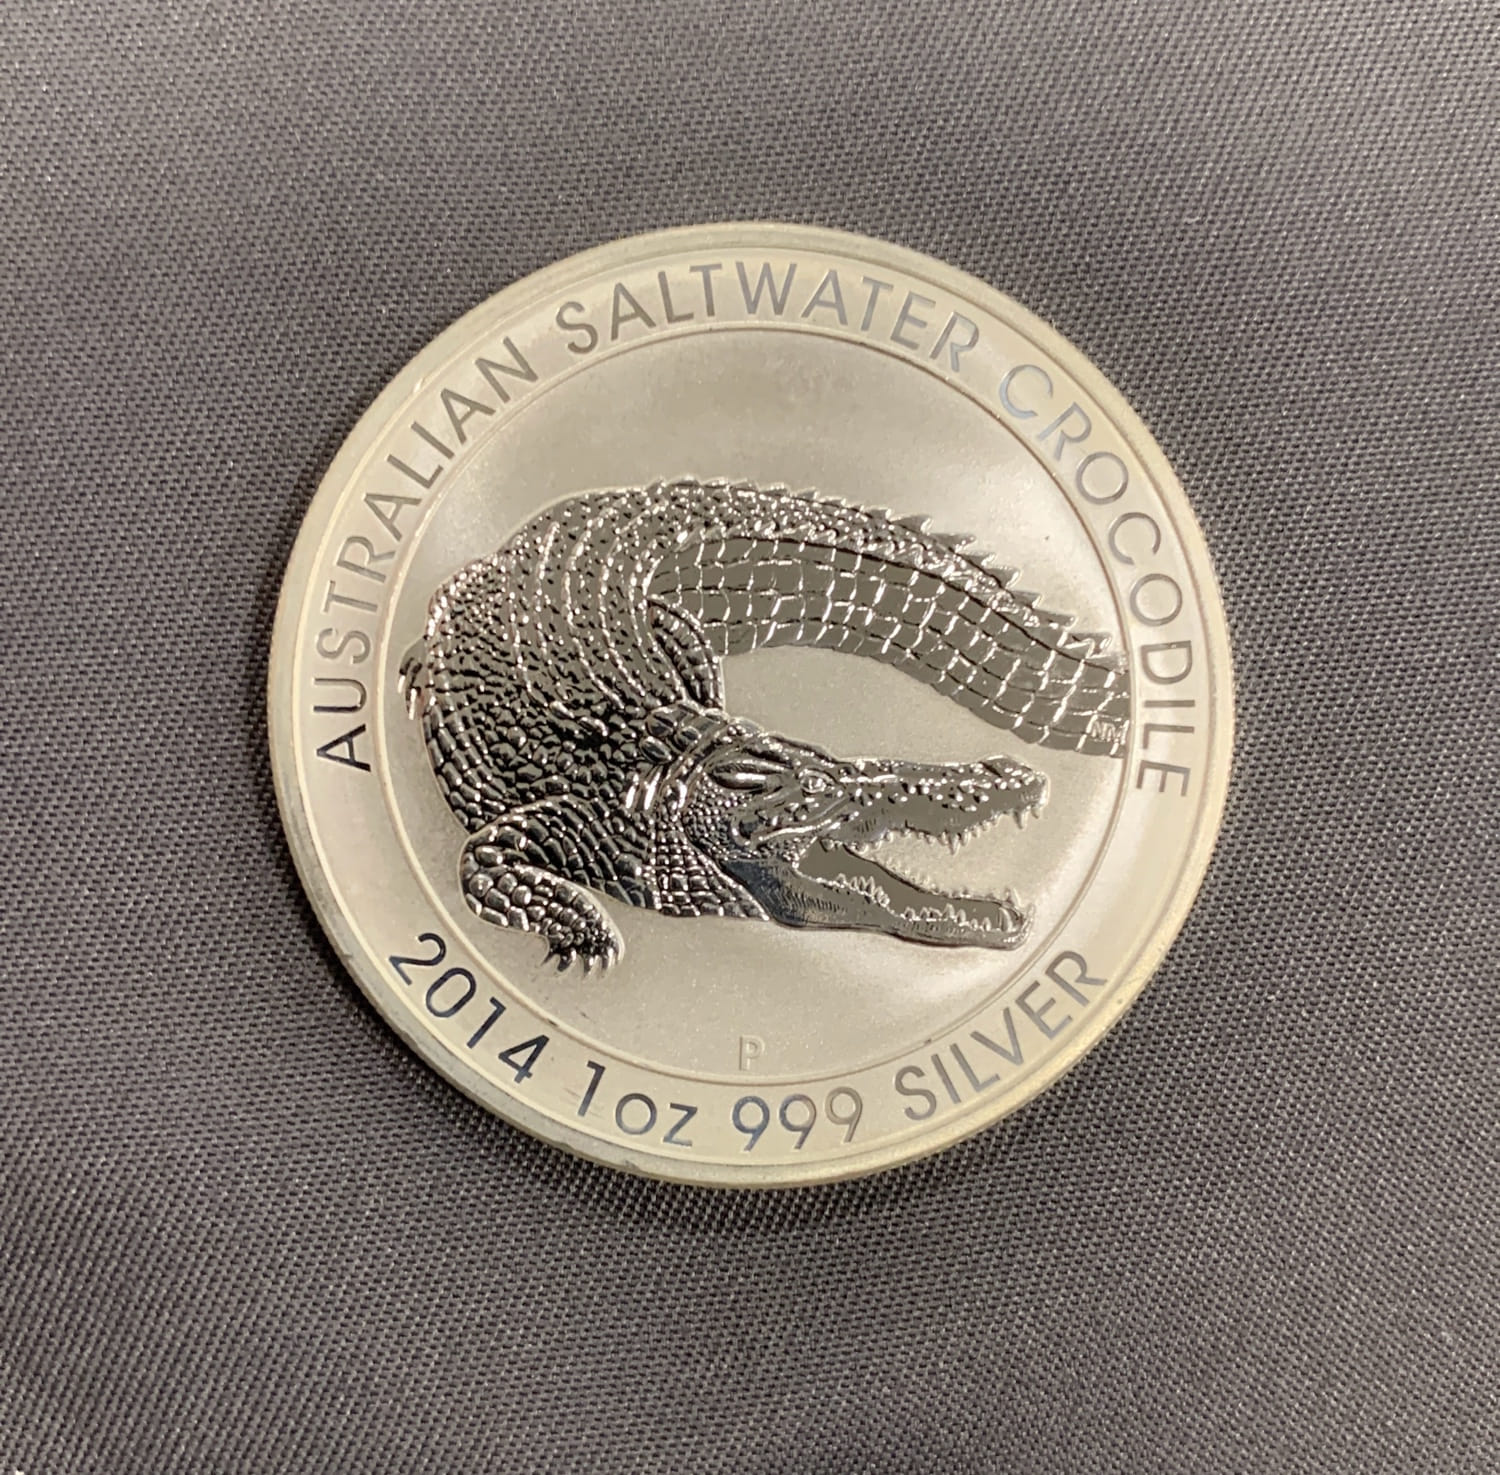 AUSTRALIAN SALTWATER CROCODILE
NM
P
2014 1oz 999 SILVER